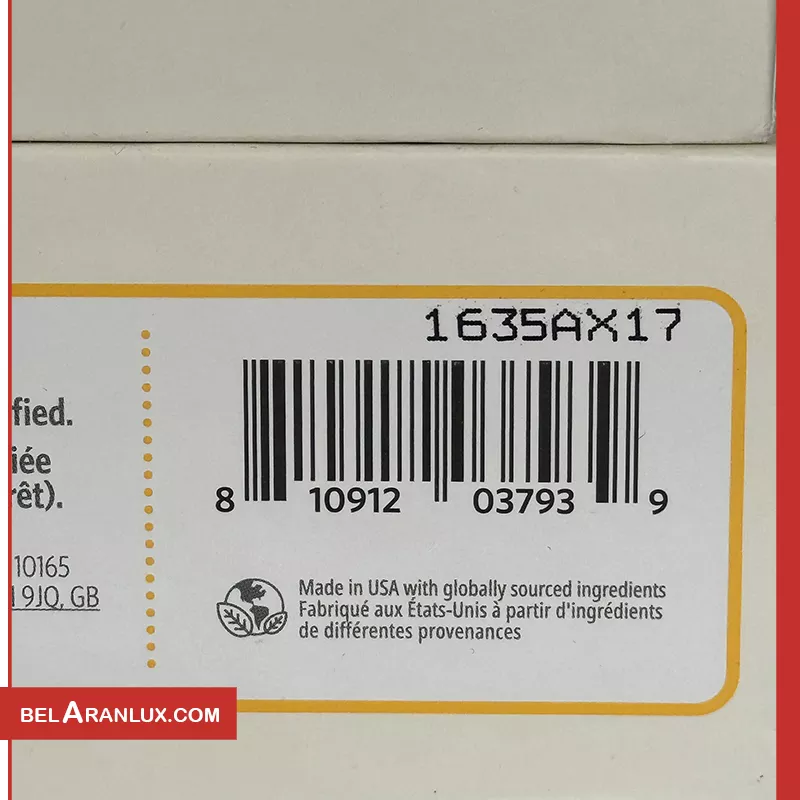 1635AX17
fied.
iée
rêt).
10165
1 9JQ, GB
8 10912 03793 9
Made in USA with globally sourced ingredients
Fabriqué aux États-Unis à partir d'ingrédients
de différentes provenances
BELARANLUX.COM